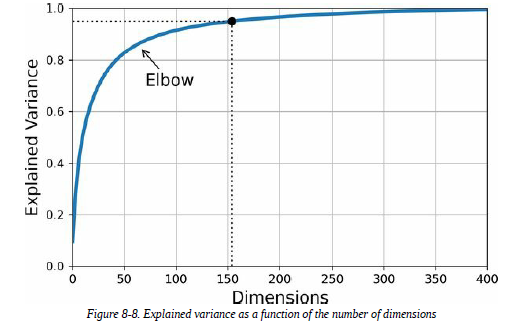 1.0
0.8
0.6
0.4
0.2
0.0
Explained Variance
Elbow
0 50 100 150 200 250 300 350 400
Dimensions
Figure 8-8. Explained variance as a function of the number of dimensions